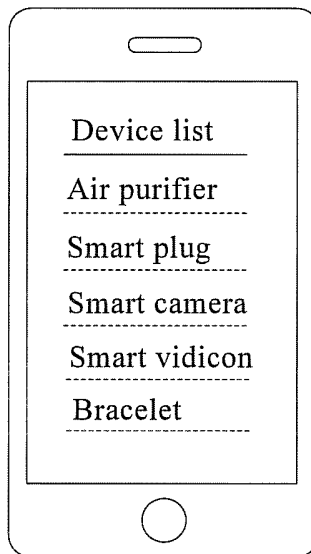 Device list
Air purifier
Smart plug
Smart camera
Smart vidicon
Bracelet